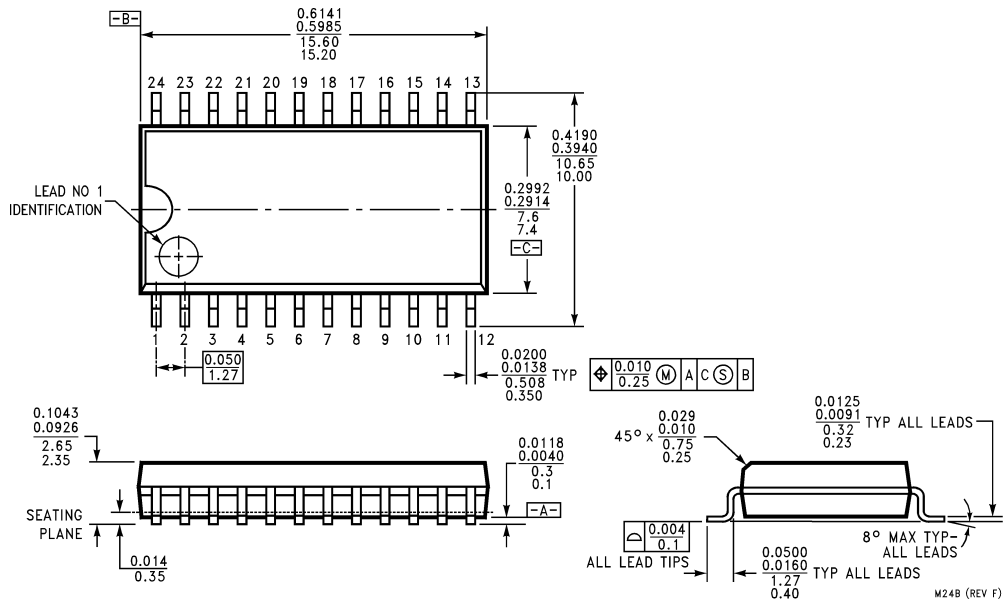 -B-
0.6141
0.5985
15.60
15.20
24 23 22 21 20 19 18 17 16 15 14 13
0.4190
0.3940
10.65
10.00
LEAD NO 1
IDENTIFICATION
0.2992
0.2914
7.6
7.4
-C-
1 2 3 4 5 6 7 8 9 10 11 12
0.050
1.27
0.0200
0.0138
0.508
0.350
TYP
⌖ 0.010
0.25
Ⓜ A C Ⓢ B
0.1043
0.0926
2.65
2.35
0.0118
0.0040
0.3
0.1
-A-
SEATING
PLANE
0.014
0.35
45° x
0.029
0.010
0.75
0.25
0.0125
0.0091
0.32
0.23
TYP ALL LEADS
0.004
0.1
ALL LEAD TIPS
8° MAX TYP-
ALL LEADS
0.0500
0.0160
1.27
0.40
TYP ALL LEADS
M24B (REV F)